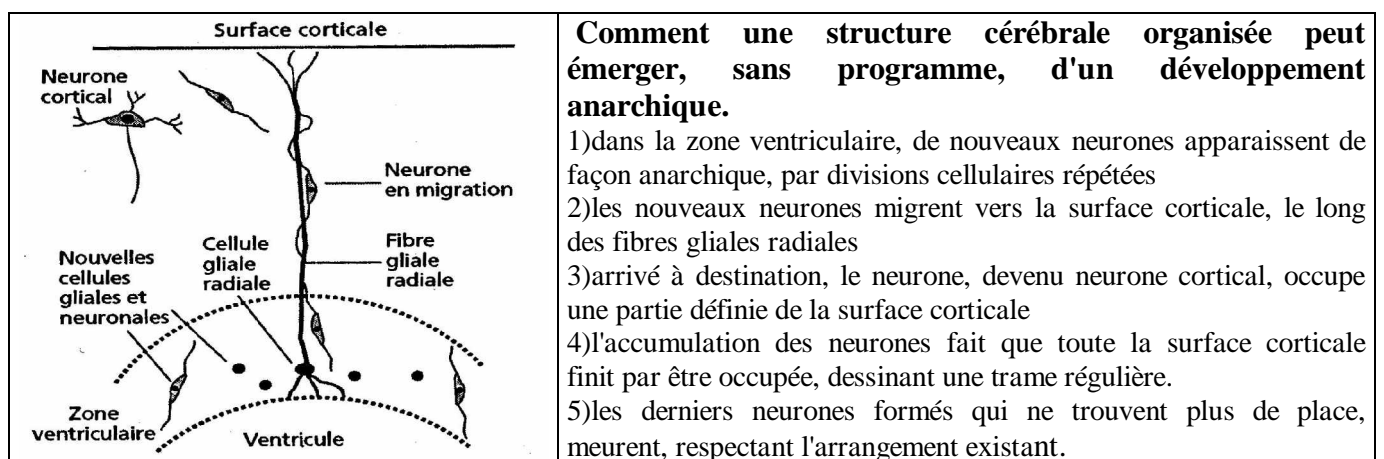 Surface corticale
Neurone
cortical
Neurone
en migration
Nouvelles
cellules
gliales et
neuronales
Cellule
gliale
radiale
Fibre
gliale
radiale
Zone
ventriculaire
Ventricule
Comment une structure cérébrale organisée peut
émerger, sans programme, d'un développement
anarchique.
1)dans la zone ventriculaire, de nouveaux neurones apparaissent de
façon anarchique, par divisions cellulaires répétées
2)les nouveaux neurones migrent vers la surface corticale, le long
des fibres gliales radiales
3)arrivé à destination, le neurone, devenu neurone cortical, occupe
une partie définie de la surface corticale
4)l'accumulation des neurones fait que toute la surface corticale
finit par être occupée, dessinant une trame régulière.
5)les derniers neurones formés qui ne trouvent plus de place,
meurent, respectant l'arrangement existant.